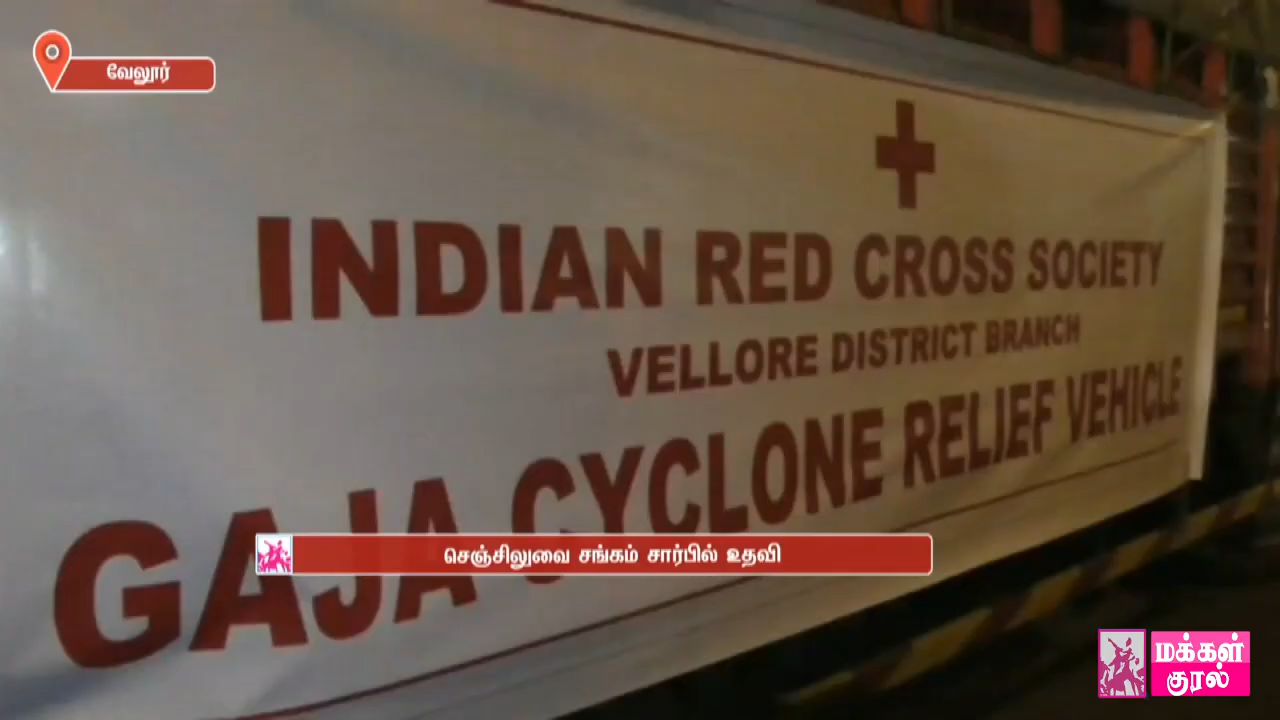 வேலூர்
INDIAN RED CROSS SOCIETY
VELLORE DISTRICT BRANCH
GAJA CYCLONE RELIEF VEHICLE
செஞ்சிலுவை சங்கம் சார்பில் உதவி
மக்கள்
குரல்